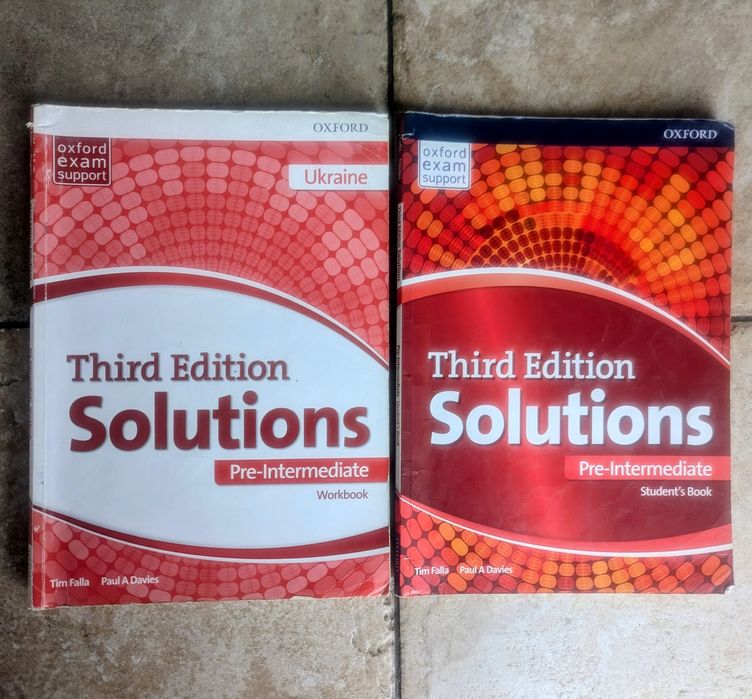 OXFORD
oxford
exam
support
Ukraine
Third Edition
Solutions
Pre-Intermediate
Workbook
Tim Falla Paul A Davies
OXFORD
oxford
exam
support
Third Edition
Solutions
Pre-Intermediate
Student's Book
Tim Falla Paul A Davies